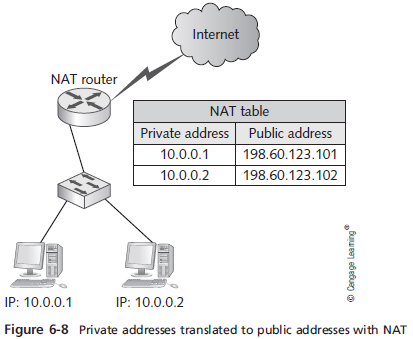 Internet
NAT router
NAT table
Private address Public address
10.0.0.1 198.60.123.101
10.0.0.2 198.60.123.102
IP: 10.0.0.1 IP: 10.0.0.2
© Cengage Learning®
Figure 6-8 Private addresses translated to public addresses with NAT